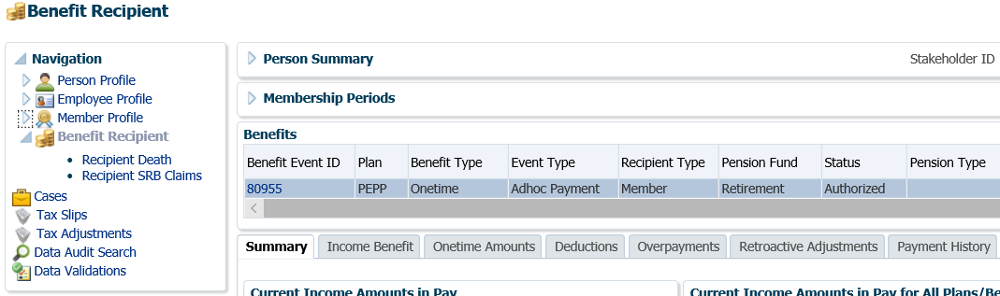 Benefit Recipient
Navigation
Person Profile
Employee Profile
Member Profile
Benefit Recipient
Recipient Death
Recipient SRB Claims
Cases
Tax Slips
Tax Adjustments
Data Audit Search
Data Validations
Person Summary Stakeholder ID
Membership Periods
Benefits
Benefit Event ID Plan Benefit Type Event Type Recipient Type Pension Fund Status Pension Type
80955 PEPP Onetime Adhoc Payment Member Retirement Authorized
Summary Income Benefit Onetime Amounts Deductions Overpayments Retroactive Adjustments Payment History
Current Income Amounts in Pay Current Income Amounts in Pay for All Plans/Be